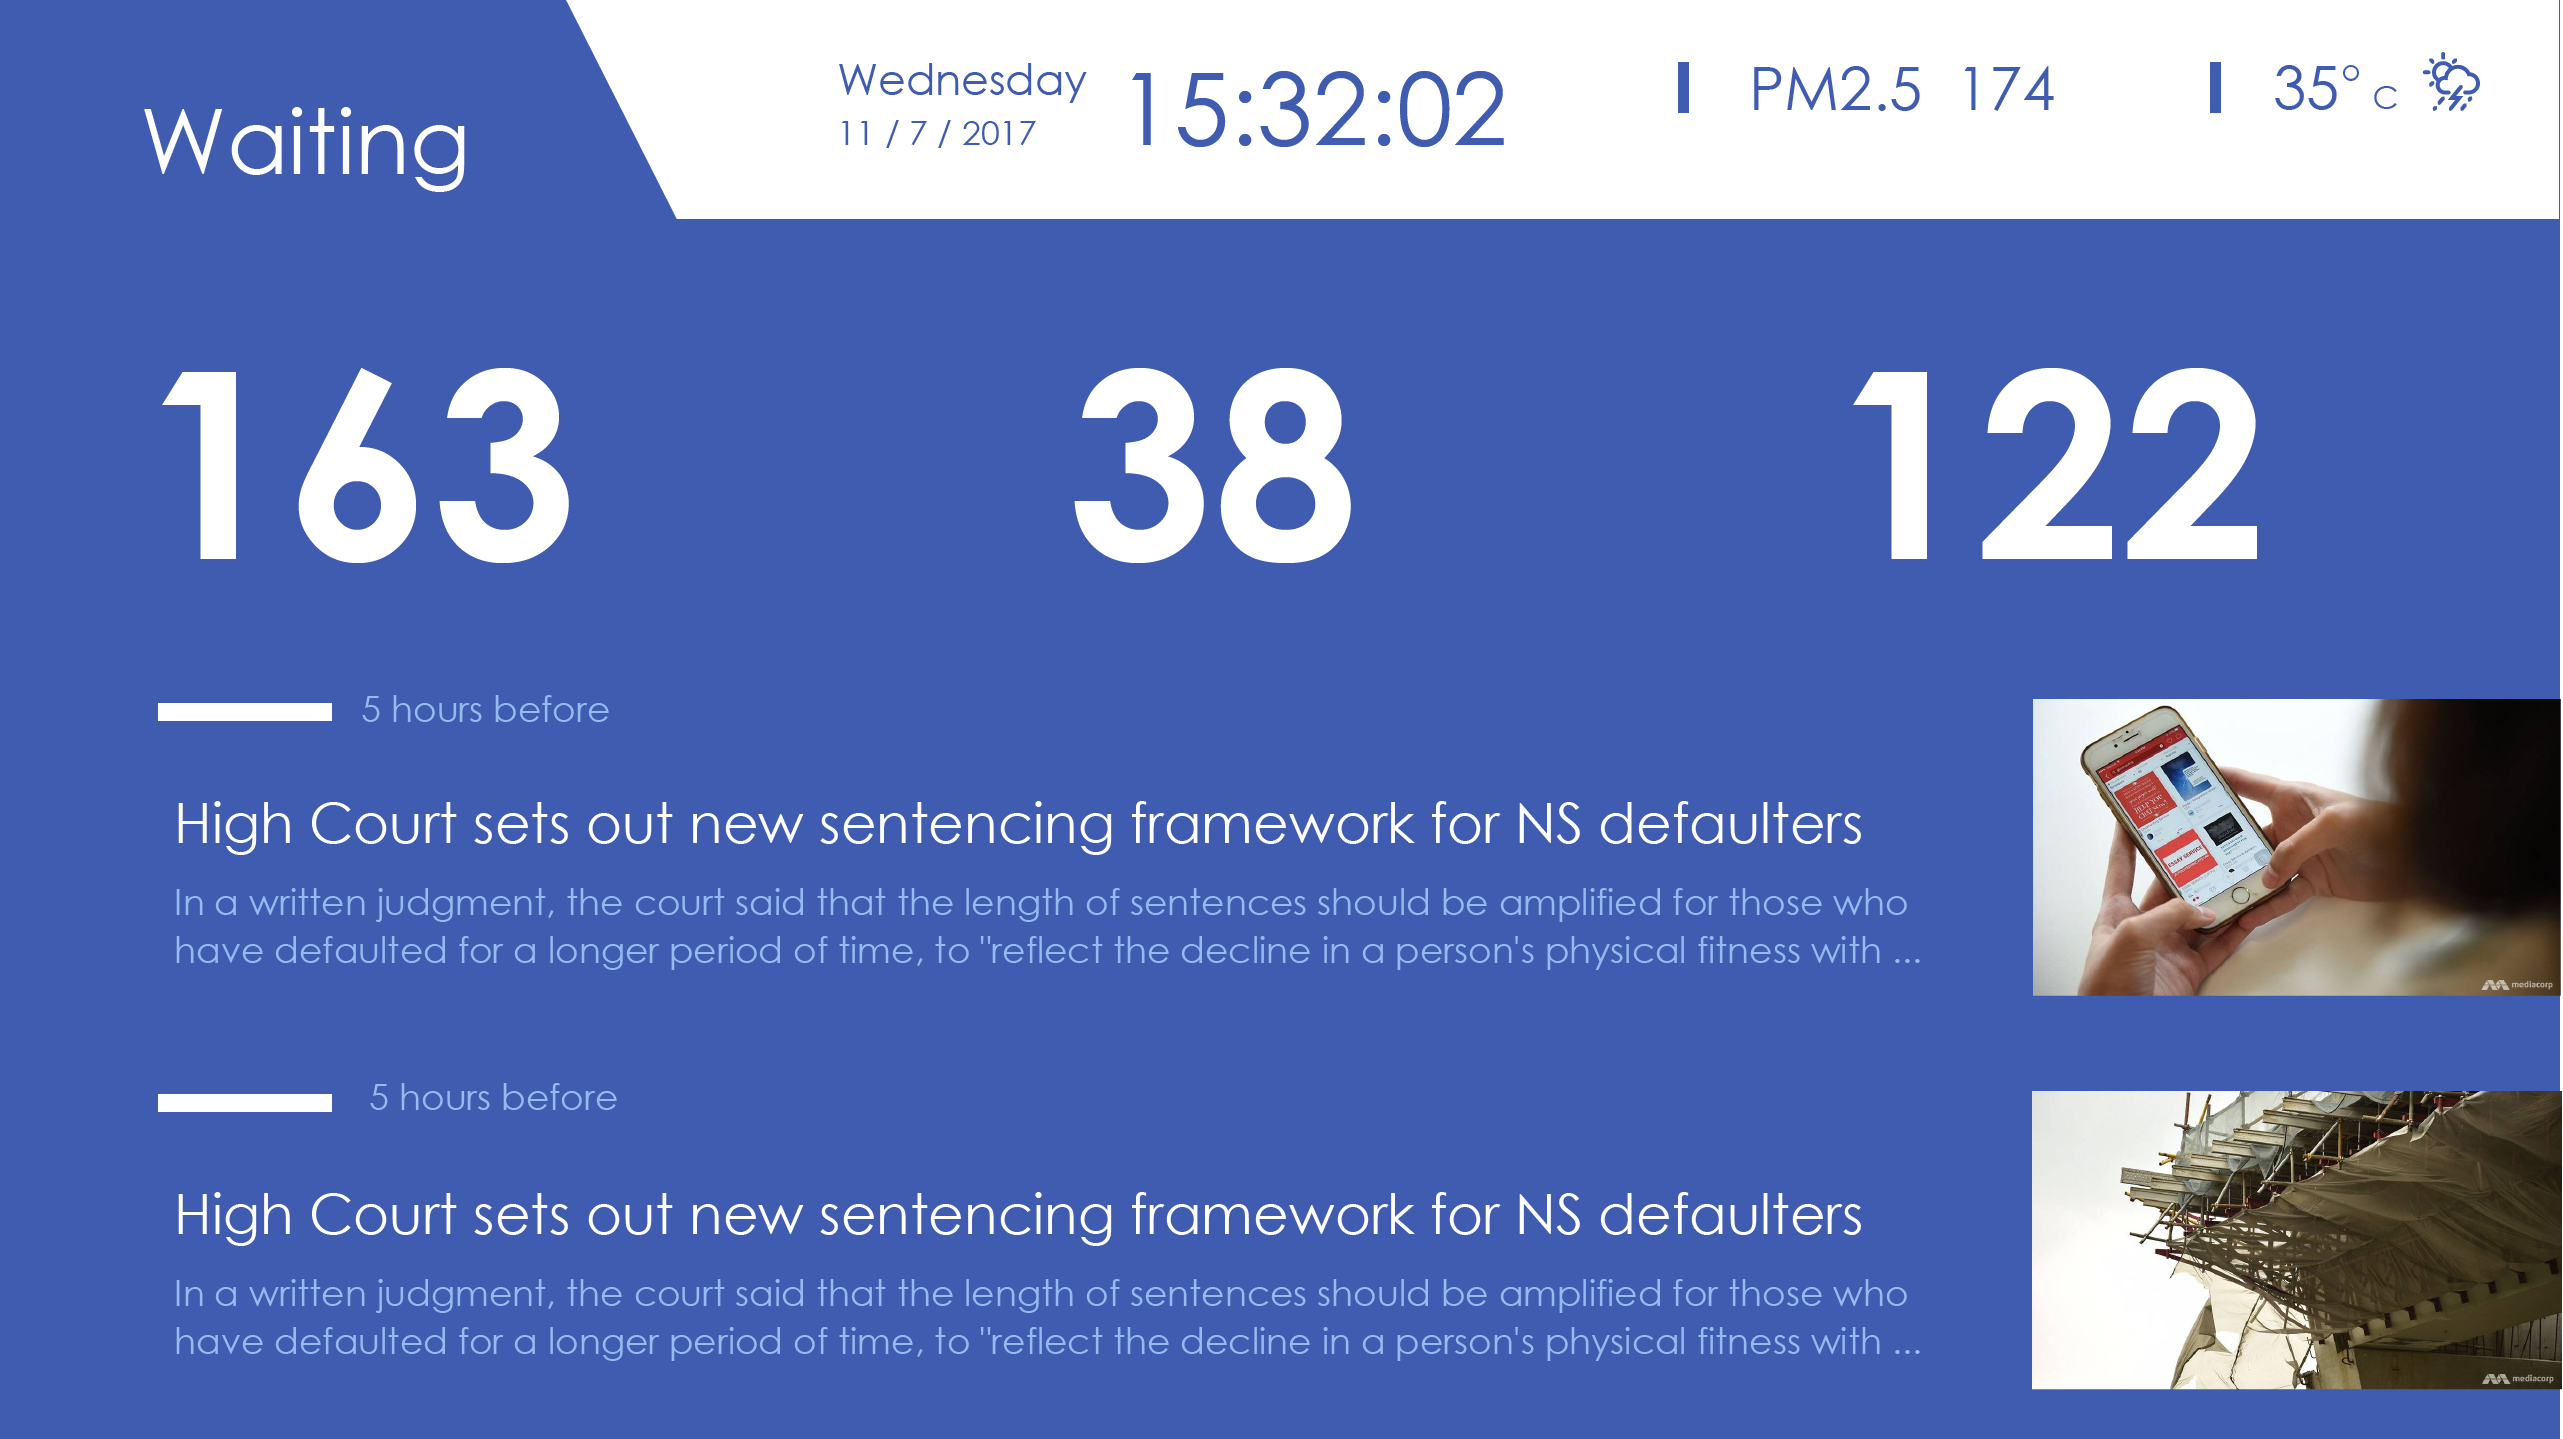 Waiting
Wednesday
11 / 7 / 2017
15:32:02
PM2.5 174
35° C
163
38
122
5 hours before
High Court sets out new sentencing framework for NS defaulters
In a written judgment, the court said that the length of sentences should be amplified for those who
have defaulted for a longer period of time, to "reflect the decline in a person's physical fitness with ...
ESSAY SERVICE
mediacorp
5 hours before
High Court sets out new sentencing framework for NS defaulters
In a written judgment, the court said that the length of sentences should be amplified for those who
have defaulted for a longer period of time, to "reflect the decline in a person's physical fitness with ...
mediacorp